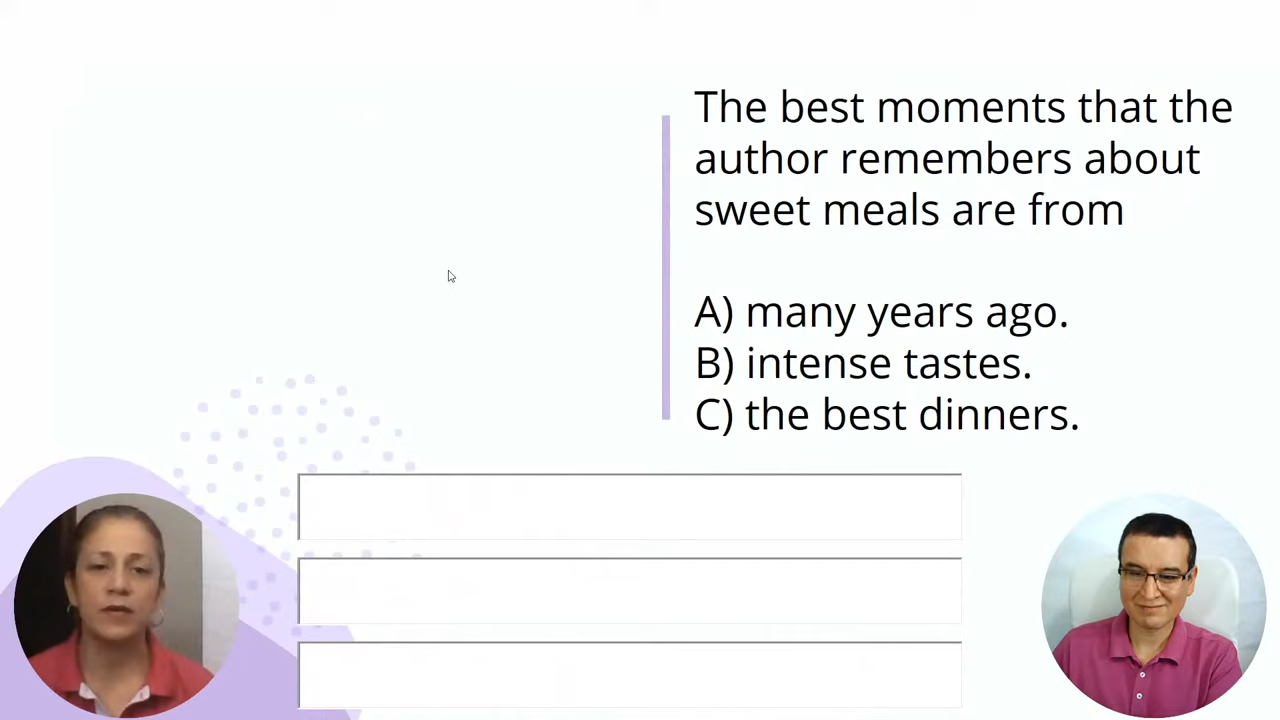 The best moments that the
author remembers about
sweet meals are from
A) many years ago.
B) intense tastes.
C) the best dinners.